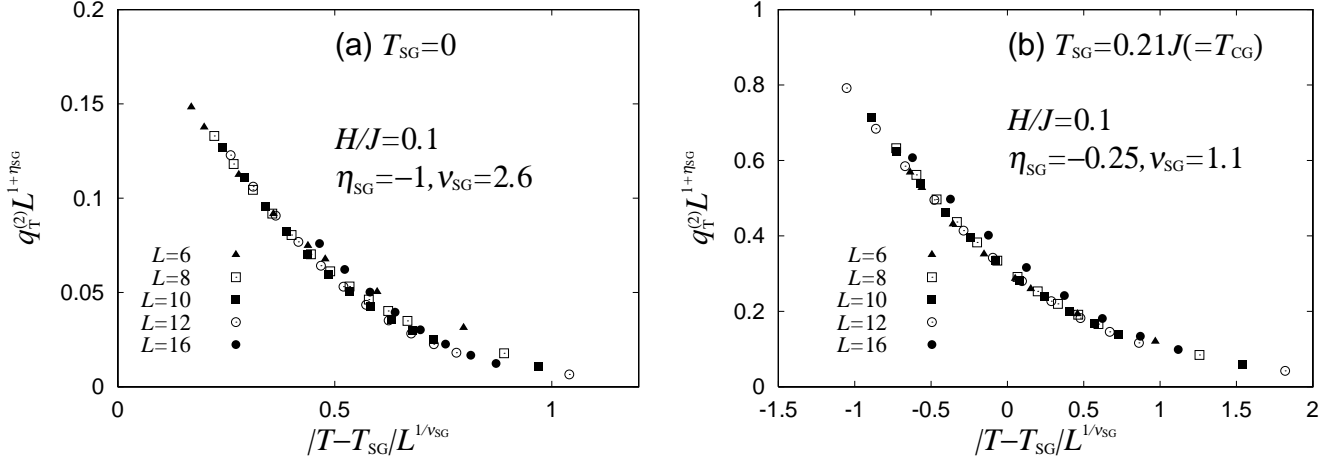 (a) T_SG=0
H/J=0.1
η_SG=−1, ν_SG=2.6
q_T^(2) L^(1+η_SG)
0.2
0.15
0.1
0.05
0
L=6
L=8
L=10
L=12
L=16
0 0.5 1
|T−T_SG|L^(1/ν_SG)
(b) T_SG=0.21J(=T_CG)
H/J=0.1
η_SG=−0.25, ν_SG=1.1
q_T^(2) L^(1+η_SG)
1
0.8
0.6
0.4
0.2
0
L=6
L=8
L=10
L=12
L=16
-1.5 -1 -0.5 0 0.5 1 1.5 2
|T−T_SG|L^(1/ν_SG)